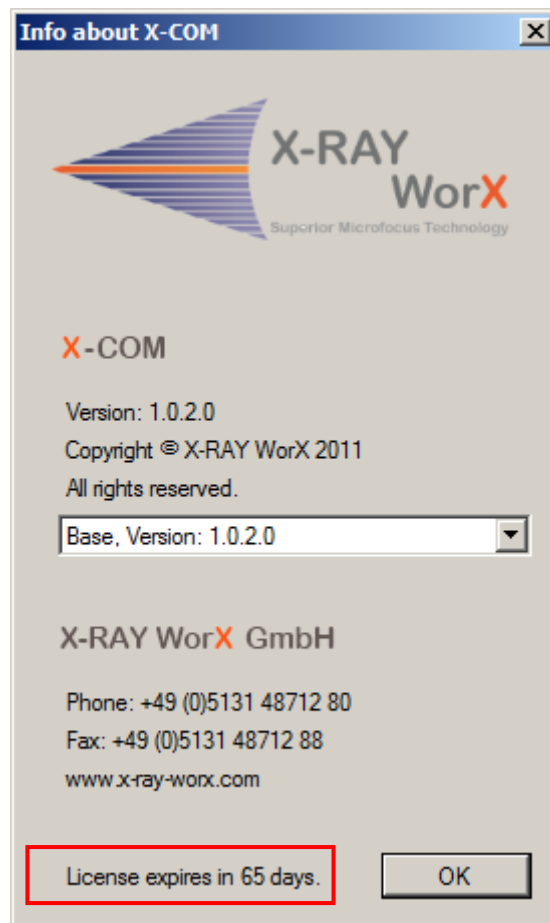 Info about X-COM
X-RAY
WorX
Superior Microfocus Technology
X-COM
Version: 1.0.2.0
Copyright © X-RAY WorX 2011
All rights reserved.
Base, Version: 1.0.2.0
X-RAY WorX GmbH
Phone: +49 (0)5131 48712 80
Fax: +49 (0)5131 48712 88
www.x-ray-worx.com
License expires in 65 days.
OK